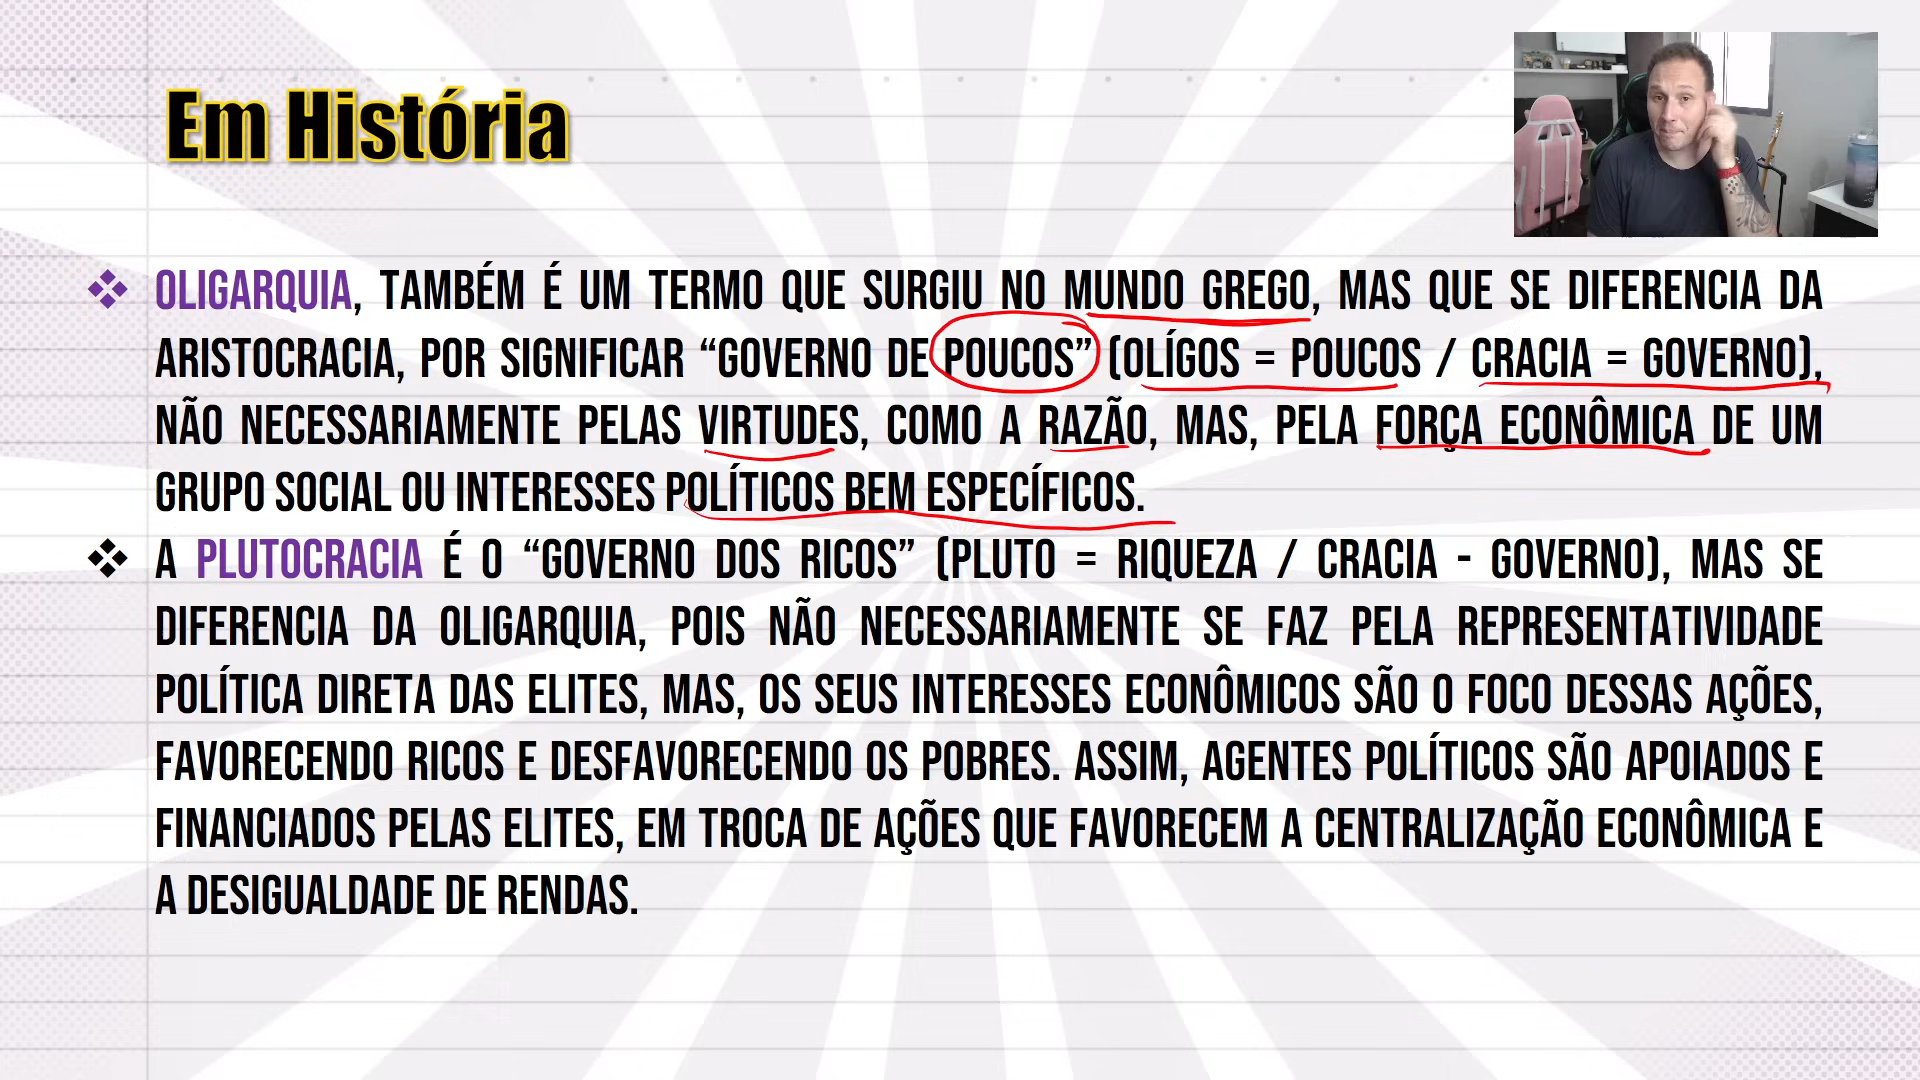 Em História
OLIGARQUIA, TAMBÉM É UM TERMO QUE SURGIU NO MUNDO GREGO, MAS QUE SE DIFERENCIA DA
ARISTOCRACIA, POR SIGNIFICAR “GOVERNO DE POUCOS” (OLÍGOS = POUCOS / CRACIA = GOVERNO),
NÃO NECESSARIAMENTE PELAS VIRTUDES, COMO A RAZÃO, MAS, PELA FORÇA ECONÔMICA DE UM
GRUPO SOCIAL OU INTERESSES POLÍTICOS BEM ESPECÍFICOS.
A PLUTOCRACIA É O “GOVERNO DOS RICOS” (PLUTO = RIQUEZA / CRACIA - GOVERNO), MAS SE
DIFERENCIA DA OLIGARQUIA, POIS NÃO NECESSARIAMENTE SE FAZ PELA REPRESENTATIVIDADE
POLÍTICA DIRETA DAS ELITES, MAS, OS SEUS INTERESSES ECONÔMICOS SÃO O FOCO DESSAS AÇÕES,
FAVORECENDO RICOS E DESFAVORECENDO OS POBRES. ASSIM, AGENTES POLÍTICOS SÃO APOIADOS E
FINANCIADOS PELAS ELITES, EM TROCA DE AÇÕES QUE FAVORECEM A CENTRALIZAÇÃO ECONÔMICA E
A DESIGUALDADE DE RENDAS.